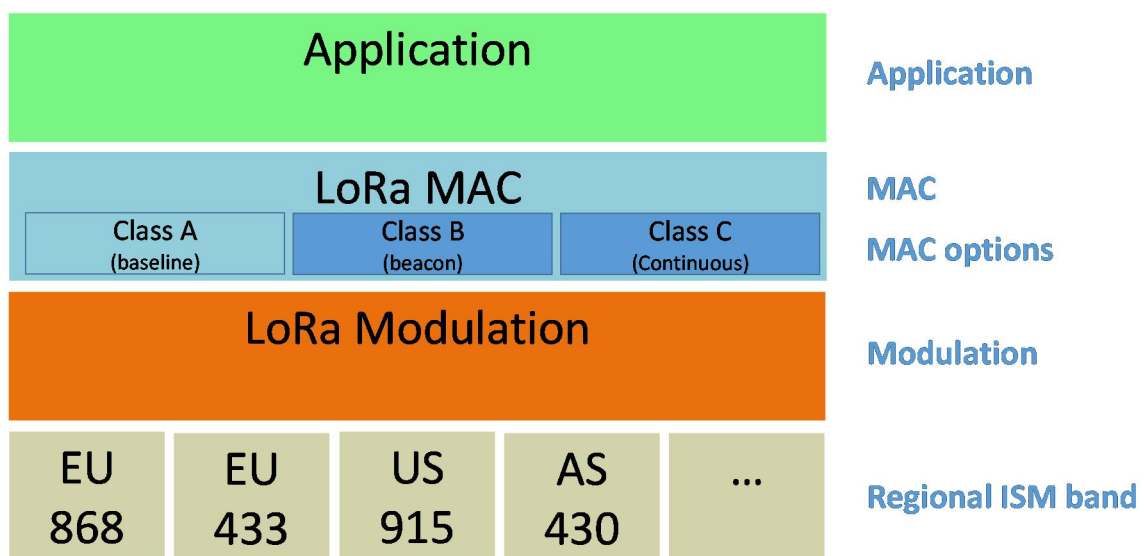 Application
Application
LoRa MAC
MAC
Class A
(baseline)
Class B
(beacon)
Class C
(Continuous)
MAC options
LoRa Modulation
Modulation
EU
868
EU
433
US
915
AS
430
...
Regional ISM band